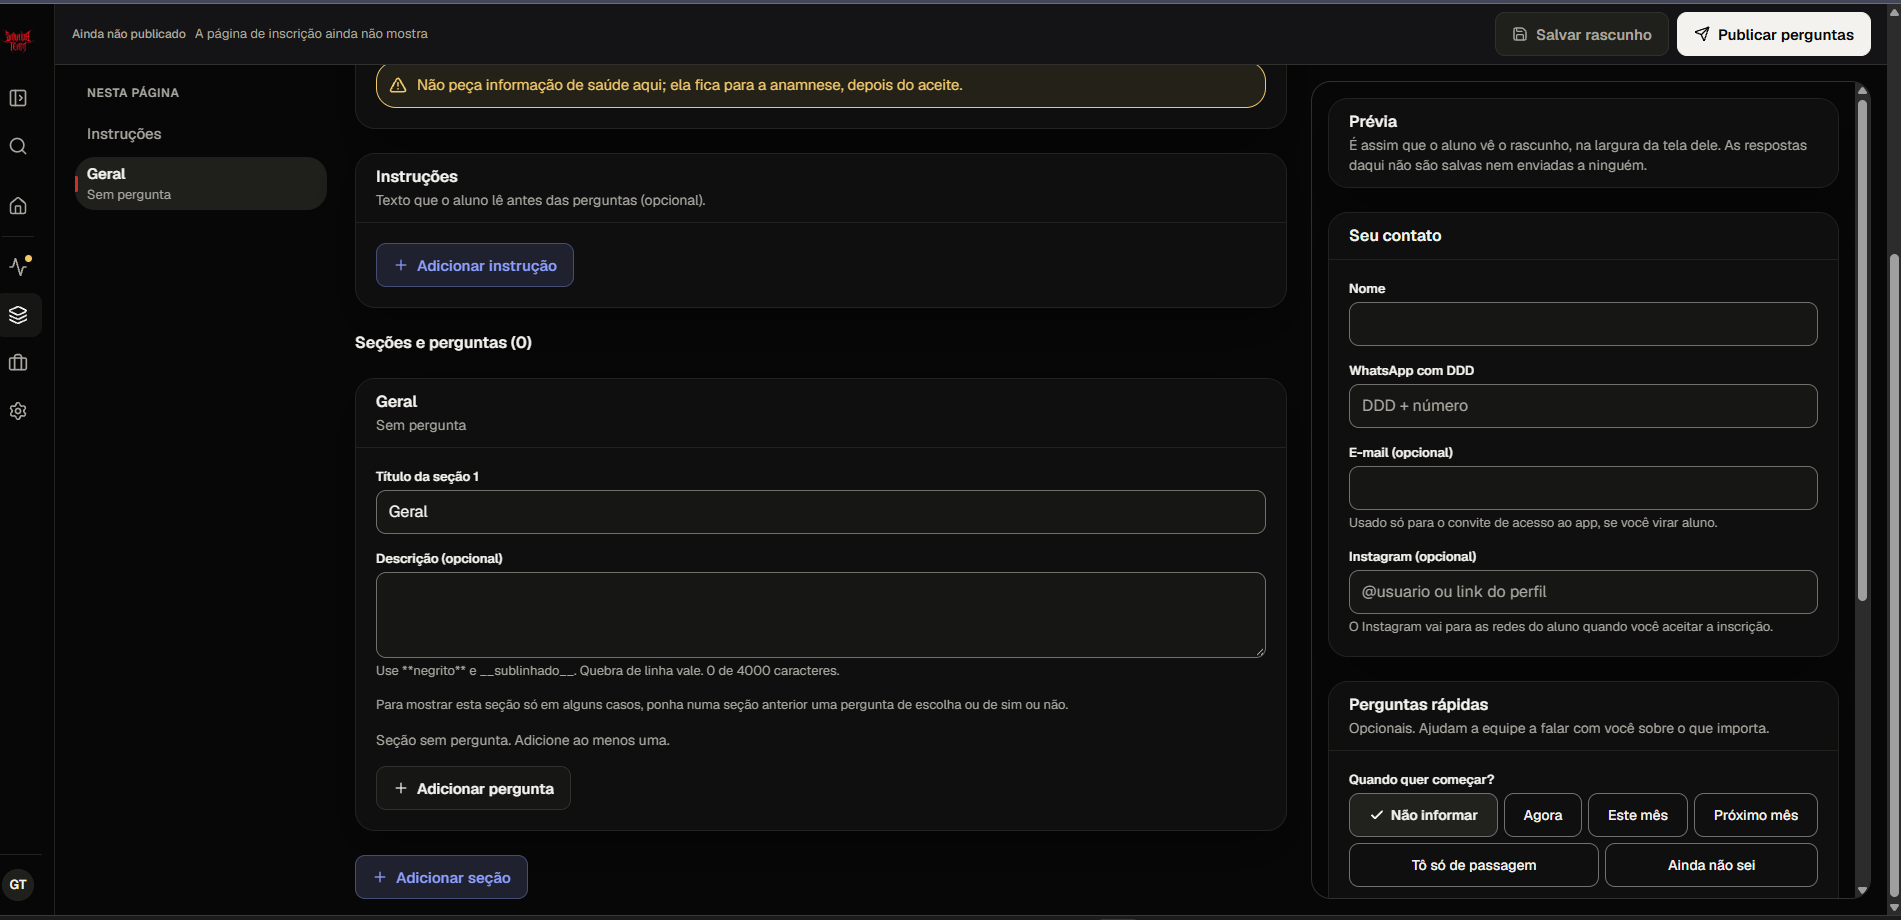 Ainda não publicado A página de inscrição ainda não mostra
Salvar rascunho
Publicar perguntas
NESTA PÁGINA
Instruções
Geral
Sem pergunta
Não peça informação de saúde aqui; ela fica para a anamnese, depois do aceite.
Instruções
Texto que o aluno lê antes das perguntas (opcional).
+ Adicionar instrução
Seções e perguntas (0)
Geral
Sem pergunta
Título da seção 1
Geral
Descrição (opcional)
Use **negrito** e __sublinhado__. Quebra de linha vale. 0 de 4000 caracteres.
Para mostrar esta seção só em alguns casos, ponha numa seção anterior uma pergunta de escolha ou de sim ou não.
Seção sem pergunta. Adicione ao menos uma.
+ Adicionar pergunta
+ Adicionar seção
Prévia
É assim que o aluno vê o rascunho, na largura da tela dele. As respostas
daqui não são salvas nem enviadas a ninguém.
Seu contato
Nome
WhatsApp com DDD
DDD + número
E-mail (opcional)
Usado só para o convite de acesso ao app, se você virar aluno.
Instagram (opcional)
@usuario ou link do perfil
O Instagram vai para as redes do aluno quando você aceitar a inscrição.
Perguntas rápidas
Opcionais. Ajudam a equipe a falar com você sobre o que importa.
Quando quer começar?
Não informar
Agora
Este mês
Próximo mês
Tô só de passagem
Ainda não sei
GT